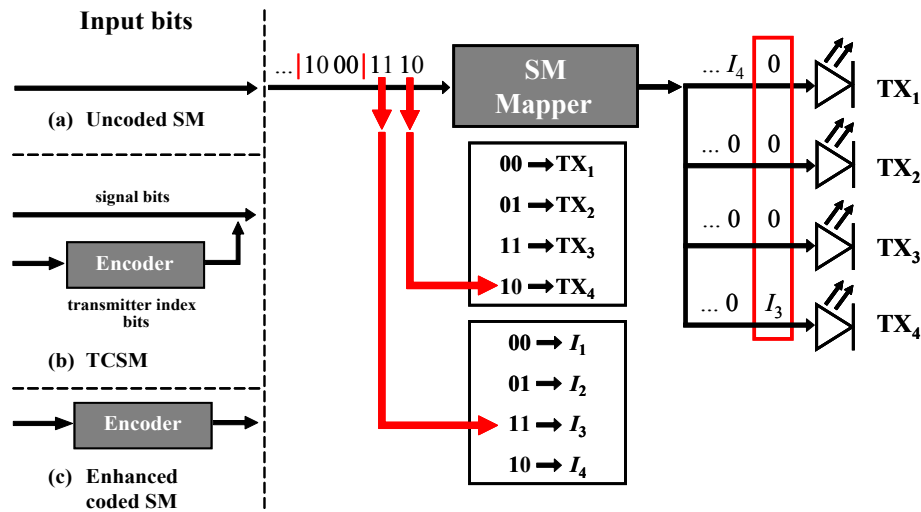 Input bits
(a) Uncoded SM
signal bits
Encoder
transmitter index
bits
(b) TCSM
Encoder
(c) Enhanced
coded SM
... | 10 00 | 11 10
SM
Mapper
00 → TX1
01 → TX2
11 → TX3
10 → TX4
00 → I1
01 → I2
11 → I3
10 → I4
... I4 0
TX1
... 0 0
TX2
... 0 0
TX3
... 0 I3
TX4